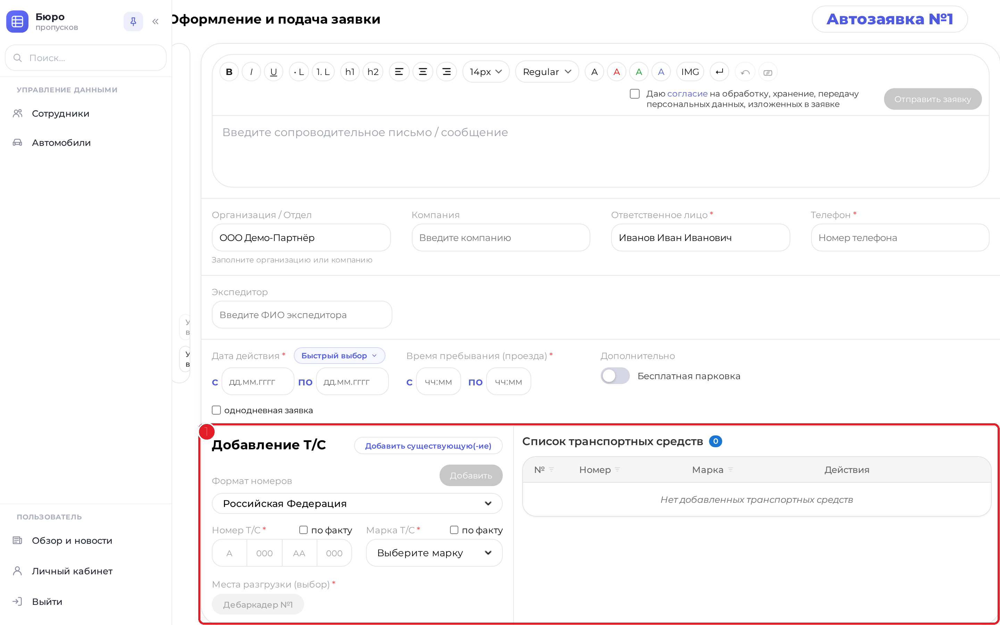 Бюро
пропусков
Поиск...
УПРАВЛЕНИЕ ДАННЫМИ
Сотрудники
Автомобили
ПОЛЬЗОВАТЕЛЬ
Обзор и новости
Личный кабинет
Выйти
Оформление и подача заявки
Автозаявка №1
B I U · L 1. L h1 h2 14px Regular A A A A IMG
Даю согласие на обработку, хранение, передачу
персональных данных, изложенных в заявке
Отправить заявку
Введите сопроводительное письмо / сообщение
Организация / Отдел Компания Ответственное лицо * Телефон *
ООО Демо-Партнёр Введите компанию Иванов Иван Иванович Номер телефона
Заполните организацию или компанию
Экспедитор
Введите ФИО экспедитора
У
в
У
в
Дата действия * Быстрый выбор Время пребывания (проезда) * Дополнительно
с дд.мм.гггг по дд.мм.гггг с чч:мм по чч:мм Бесплатная парковка
однодневная заявка
1
Добавление Т/С Добавить существующую(-ие)
Добавить
Формат номеров
Российская Федерация
Номер Т/С * по факту Марка Т/С * по факту
А 000 АА 000 Выберите марку
Места разгрузки (выбор) *
Дебаркадер №1
Список транспортных средств 0
№ Номер Марка Действия
Нет добавленных транспортных средств